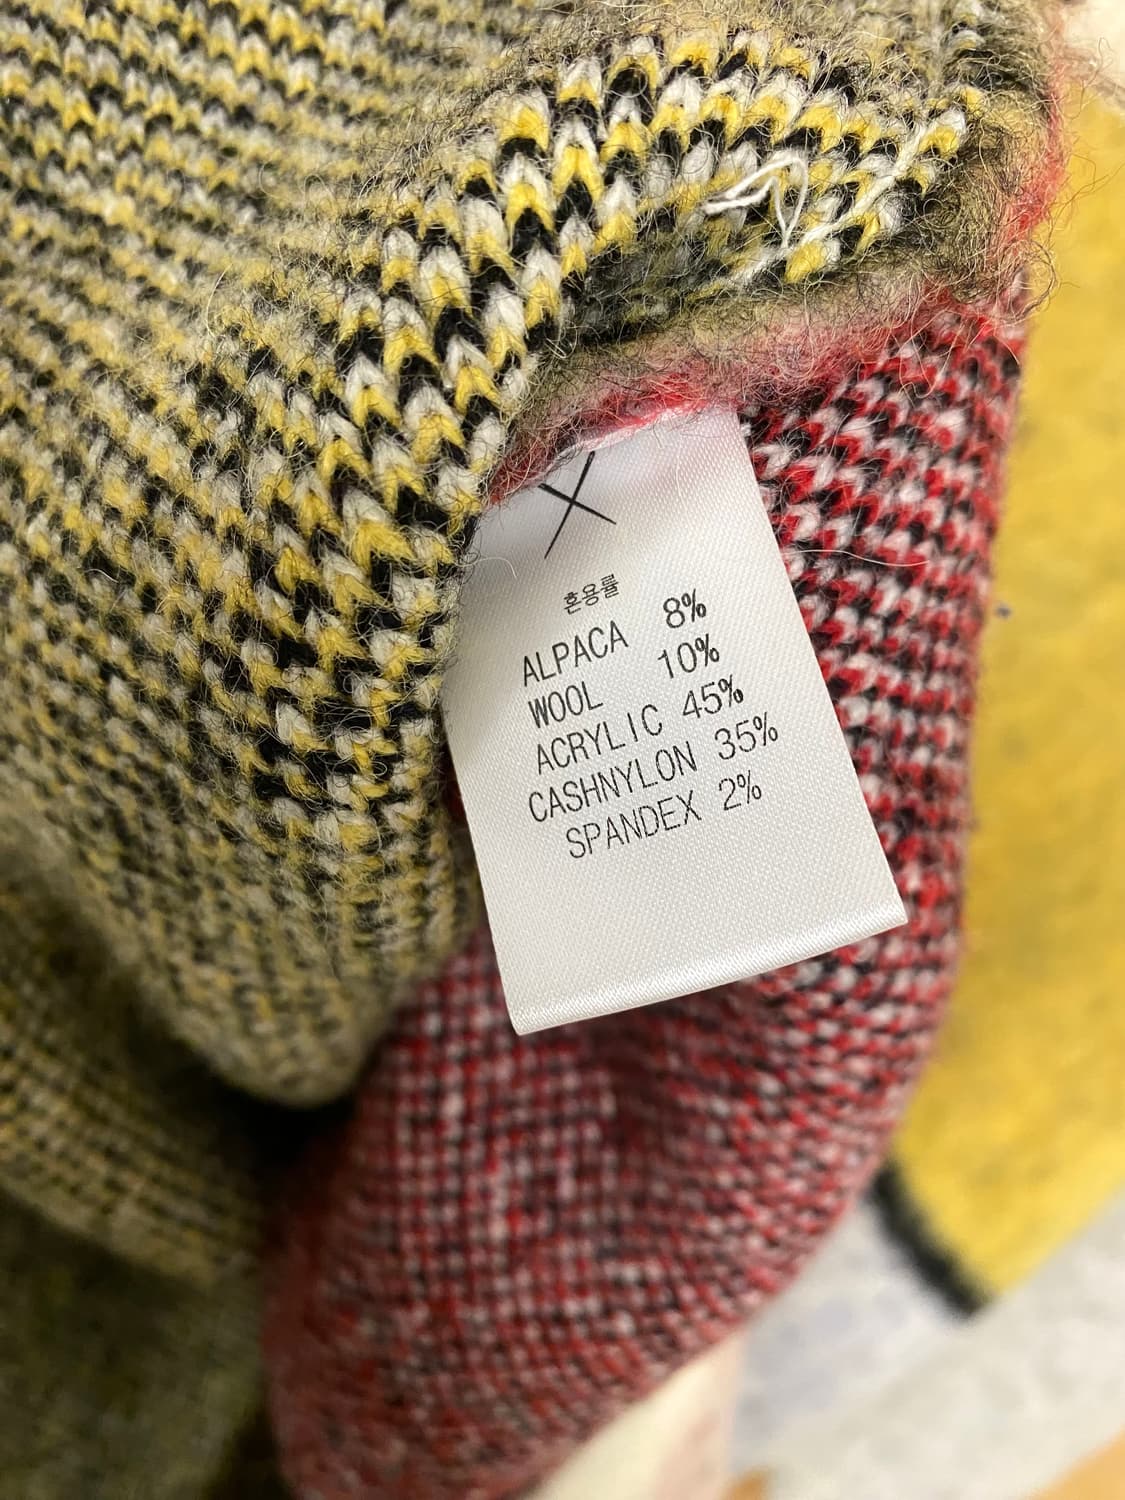 혼용률
ALPACA 8%
WOOL 10%
ACRYLIC 45%
CASHNYLON 35%
SPANDEX 2%